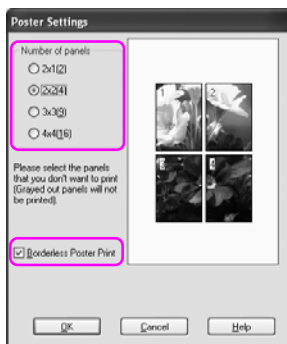 Poster Settings
Number of panels
2x1(2)
2x2(4)
3x3(9)
4x4(16)
1
2
3
4
Please select the panels
that you don't want to print
(Grayed out panels will not
be printed).
Borderless Poster Print
OK
Cancel
Help